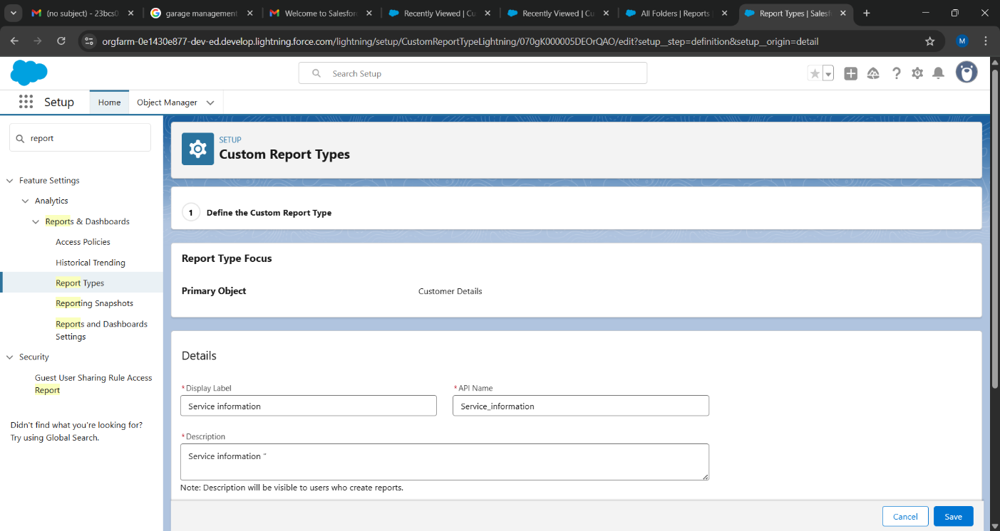 (no subject) - 23bcs0
garage management
Welcome to Salesforc
Recently Viewed | Cu
Recently Viewed | Cu
All Folders | Reports
Report Types | Salesf
orgfarm-0e1430e877-dev-ed.develop.lightning.force.com/lightning/setup/CustomReportTypeLightning/070gK000005DEOrQAO/edit?setup__step=definition&setup__origin=detail
M
Search Setup
Setup
Home
Object Manager
report
Feature Settings
Analytics
Reports & Dashboards
Access Policies
Historical Trending
Report Types
Reporting Snapshots
Reports and Dashboards
Settings
Security
Guest User Sharing Rule Access
Report
Didn't find what you're looking for?
Try using Global Search.
SETUP
Custom Report Types
1 Define the Custom Report Type
Report Type Focus
Primary Object Customer Details
Details
*Display Label
Service information
*API Name
Service_information
*Description
Service information "
Note: Description will be visible to users who create reports.
Cancel
Save